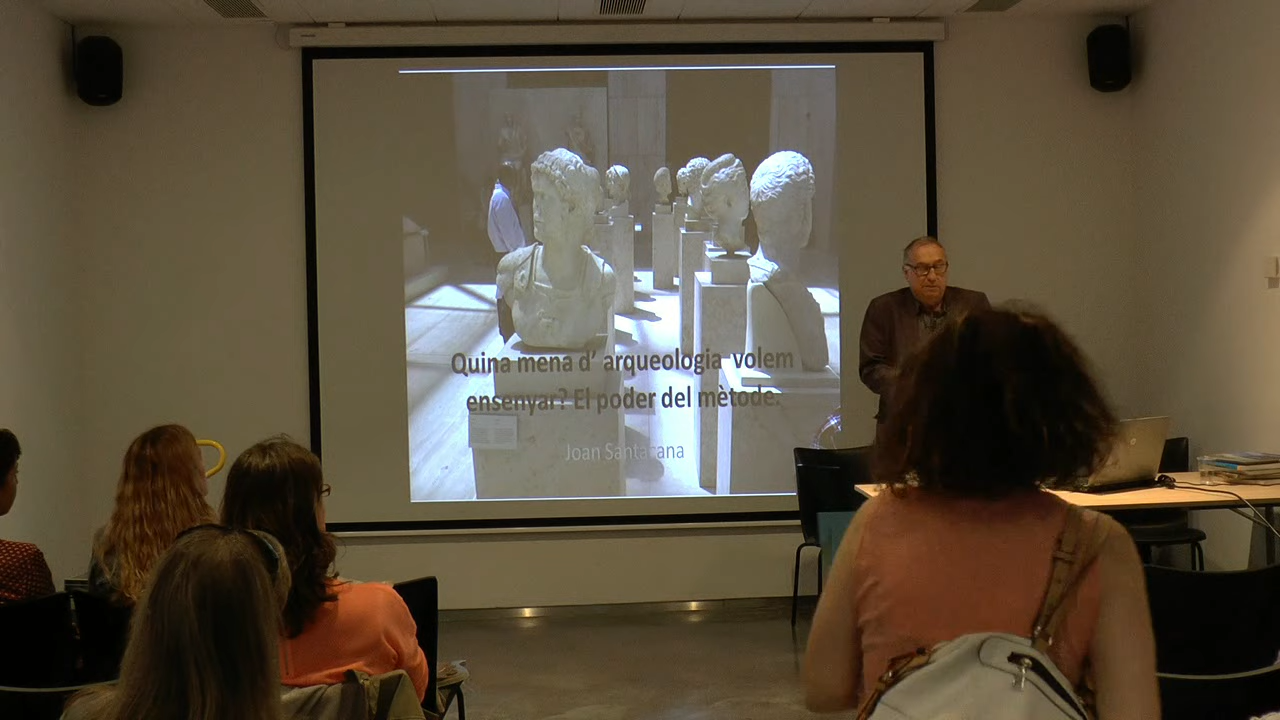 Quina mena d’ arqueologia volem
ensenyar? El poder del mètode.
Joan Santacana